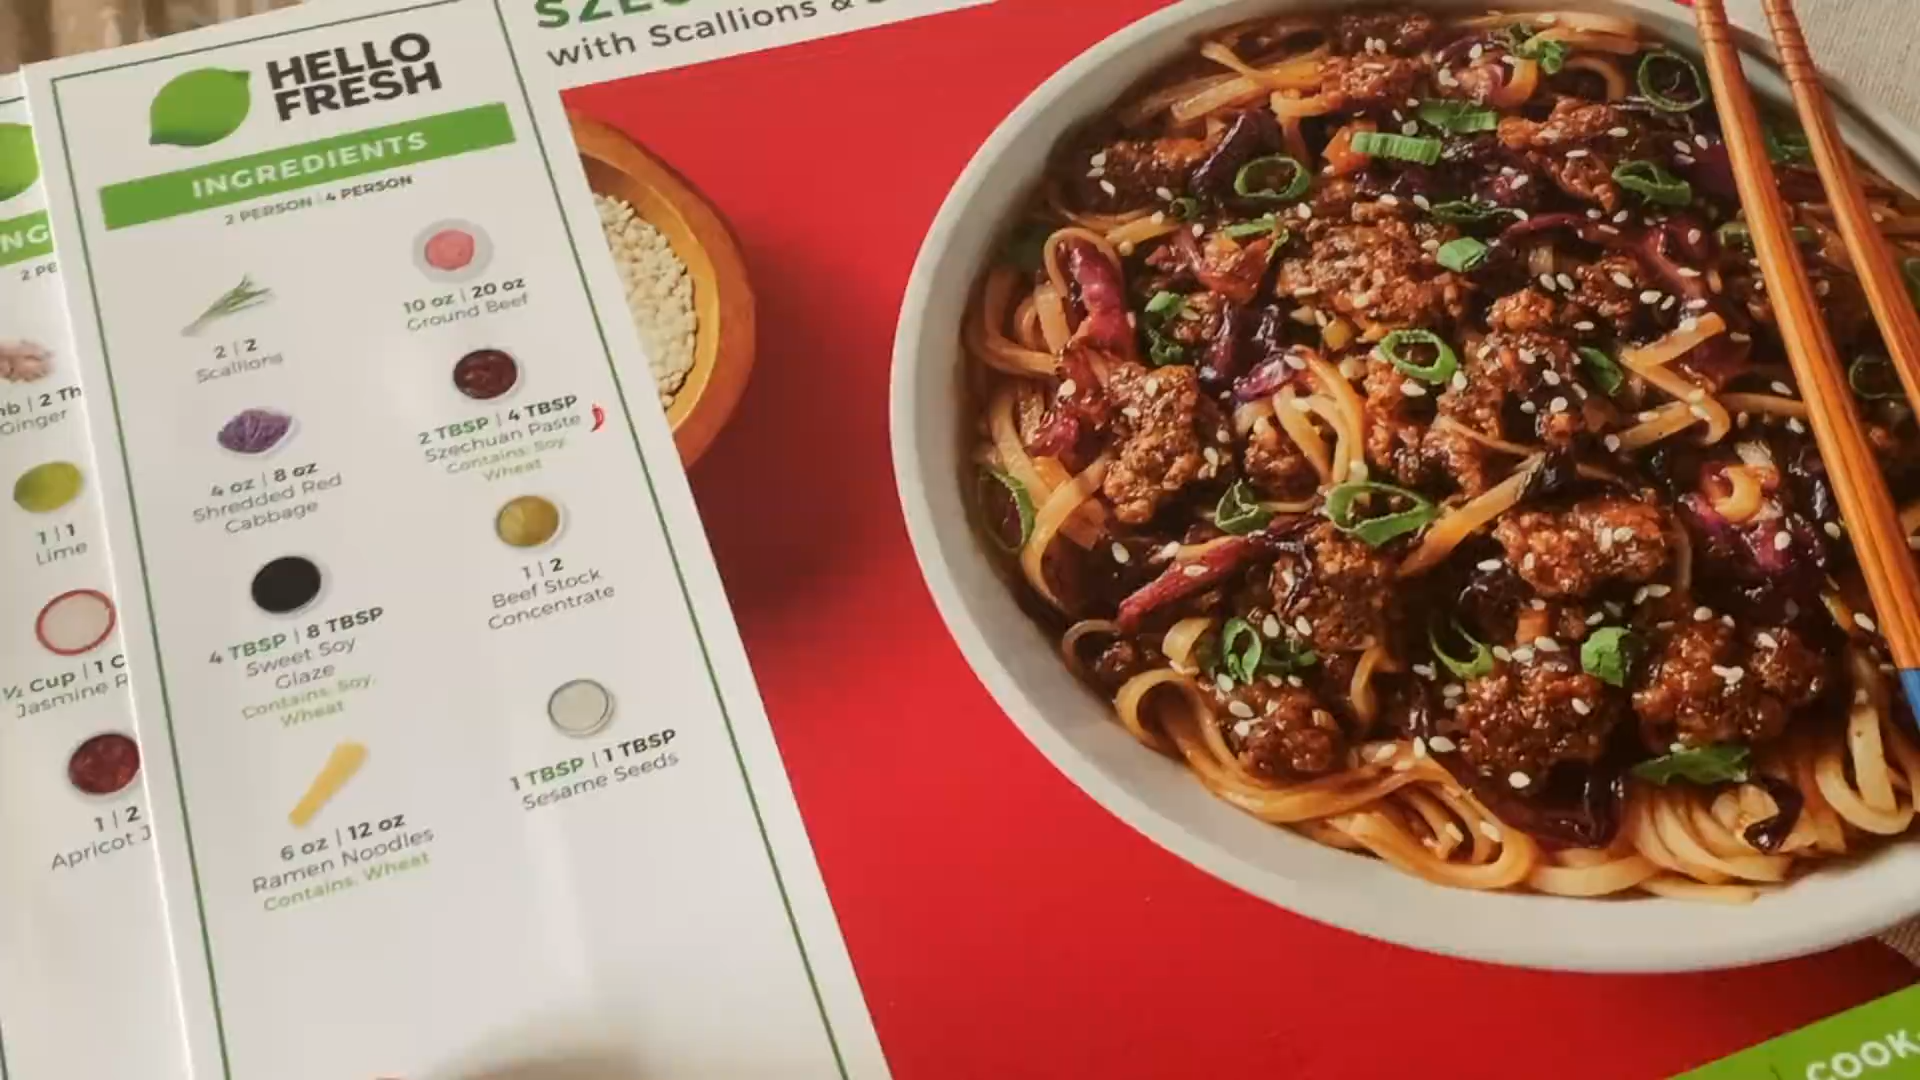 with Scallions &
HELLO
FRESH
INGREDIENTS
2 PERSON | 4 PERSON
2 | 2
Scallions
10 oz | 20 oz
Ground Beef
4 oz | 8 oz
Shredded Red
Cabbage
2 TBSP | 4 TBSP
Szechuan Paste
Contains: Soy,
Wheat
4 TBSP | 8 TBSP
Sweet Soy
Glaze
Contains: Soy,
Wheat
1 | 2
Beef Stock
Concentrate
6 oz | 12 oz
Ramen Noodles
Contains: Wheat
1 TBSP | 1 TBSP
Sesame Seeds
2 Th
Ginger
1 | 1
Lime
½ Cup | 1 C
Jasmine R
1 | 2
Apricot J
COOK